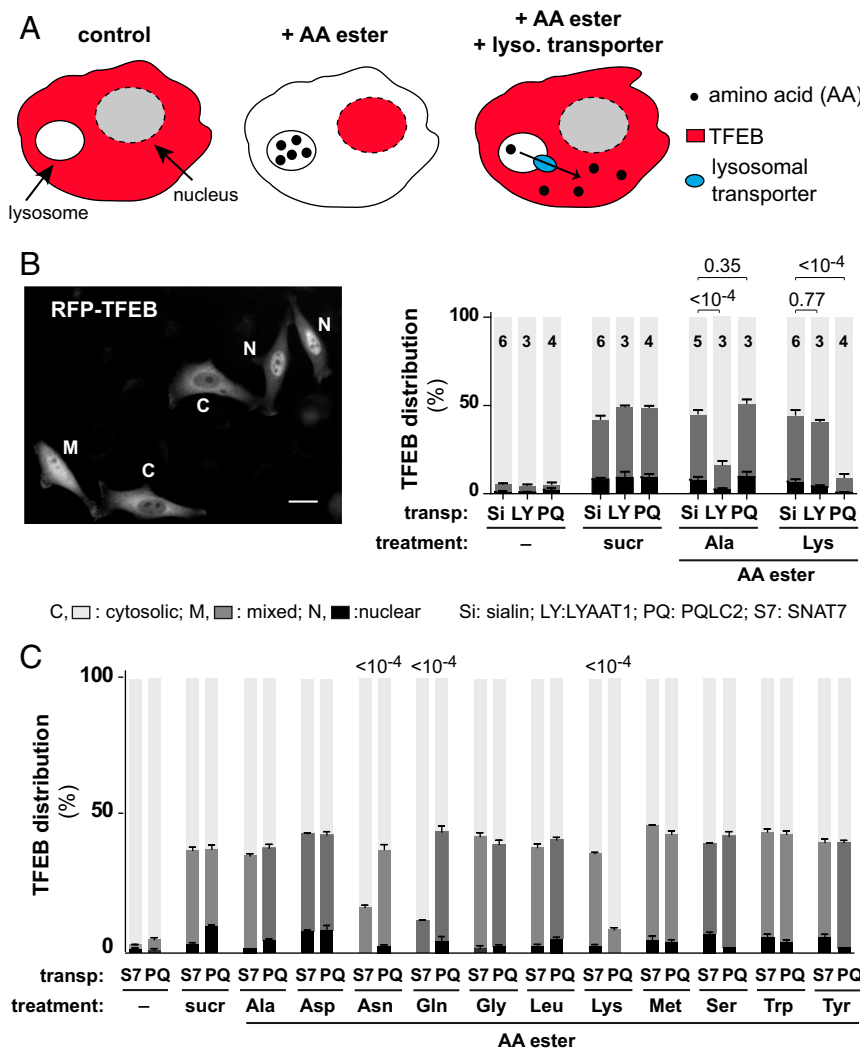 A
control
+ AA ester
+ AA ester
+ lyso. transporter
lysosome
nucleus
amino acid (AA)
TFEB
lysosomal
transporter
B
RFP-TFEB
N
N
C
M
C
TFEB distribution
(%)
100
50
0
0.35
<10-4
<10-4
0.77
6 3 4 6 3 4 5 3 3 6 3 4
transp: Si LY PQ Si LY PQ Si LY PQ Si LY PQ
treatment: – sucr Ala Lys
AA ester
C, : cytosolic; M, : mixed; N, :nuclear Si: sialin; LY:LYAAT1; PQ: PQLC2; S7: SNAT7
C
TFEB distribution
(%)
100
50
0
<10-4 <10-4 <10-4
transp: S7 PQ S7 PQ S7 PQ S7 PQ S7 PQ S7 PQ S7 PQ S7 PQ S7 PQ S7 PQ S7 PQ S7 PQ S7 PQ
treatment: – sucr Ala Asp Asn Gln Gly Leu Lys Met Ser Trp Tyr
AA ester